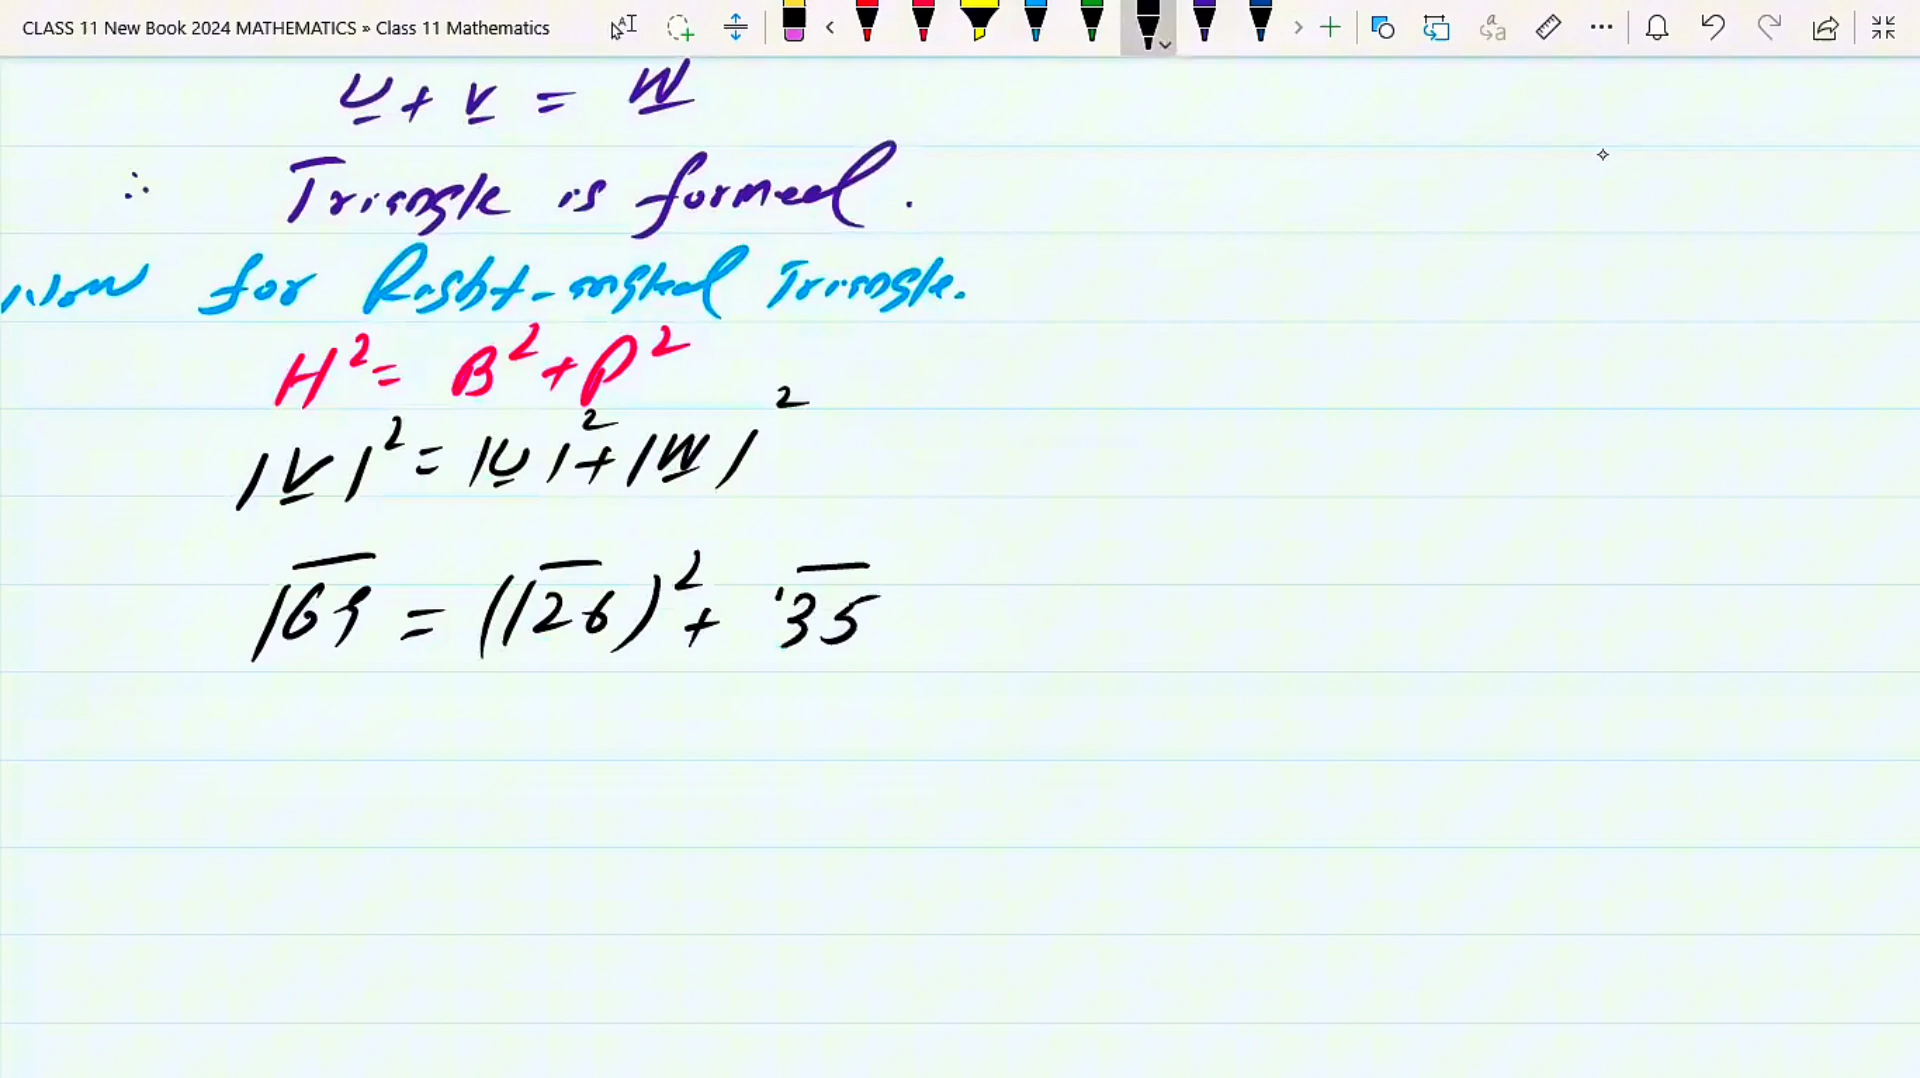 CLASS 11 New Book 2024 MATHEMATICS » Class 11 Mathematics
U + V = W
∴ Triangle is formed.
Now for Right-angled Triangle.
H² = B² + P²
|V|² = |U|² + |W|²
√69 = (√26)² + √35